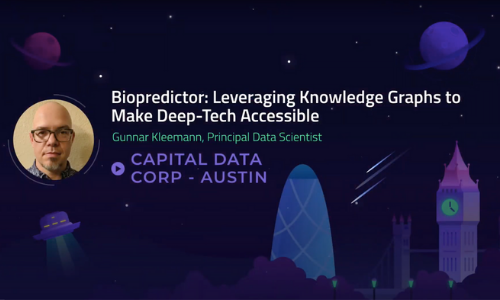 Biopredictor: Leveraging Knowledge Graphs to
Make Deep-Tech Accessible
Gunnar Kleemann, Principal Data Scientist
CAPITAL DATA
CORP - AUSTIN